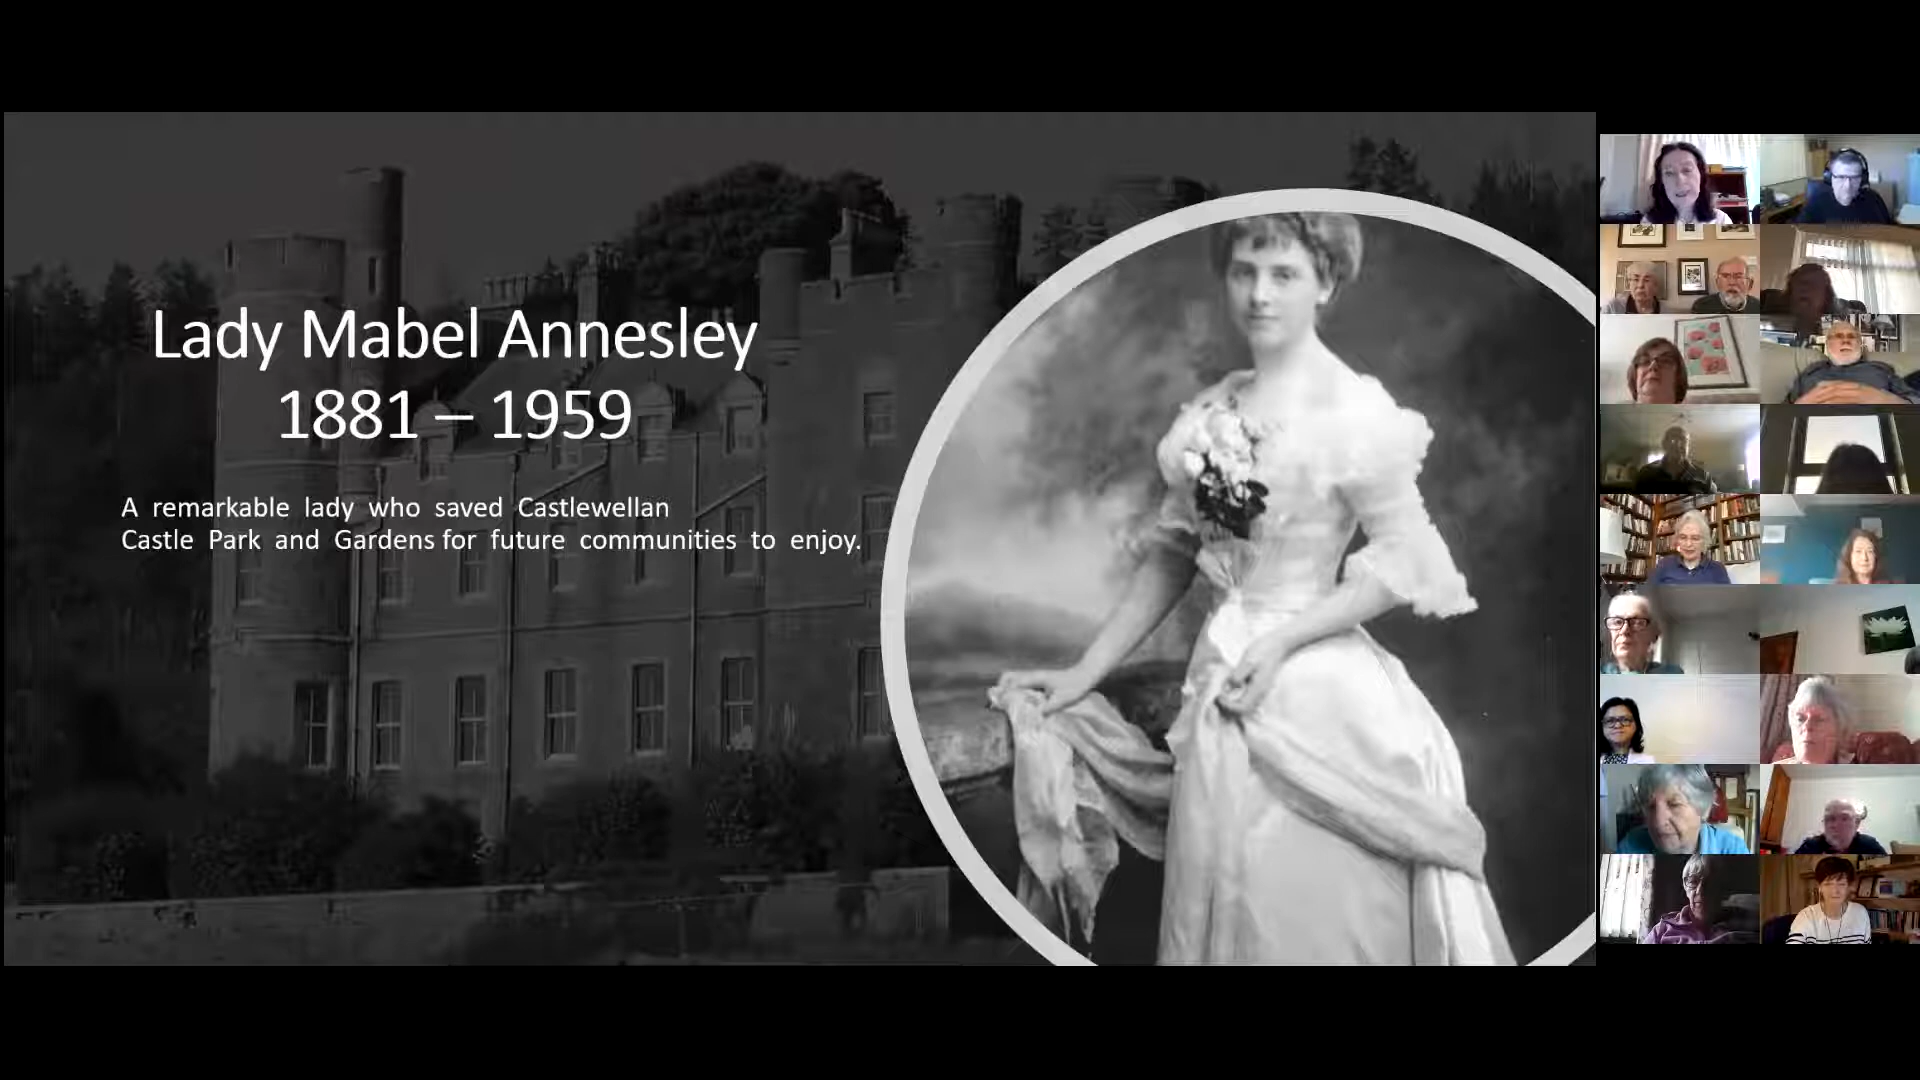 Lady Mabel Annesley
1881 – 1959
A remarkable lady who saved Castlewellan
Castle Park and Gardens for future communities to enjoy.